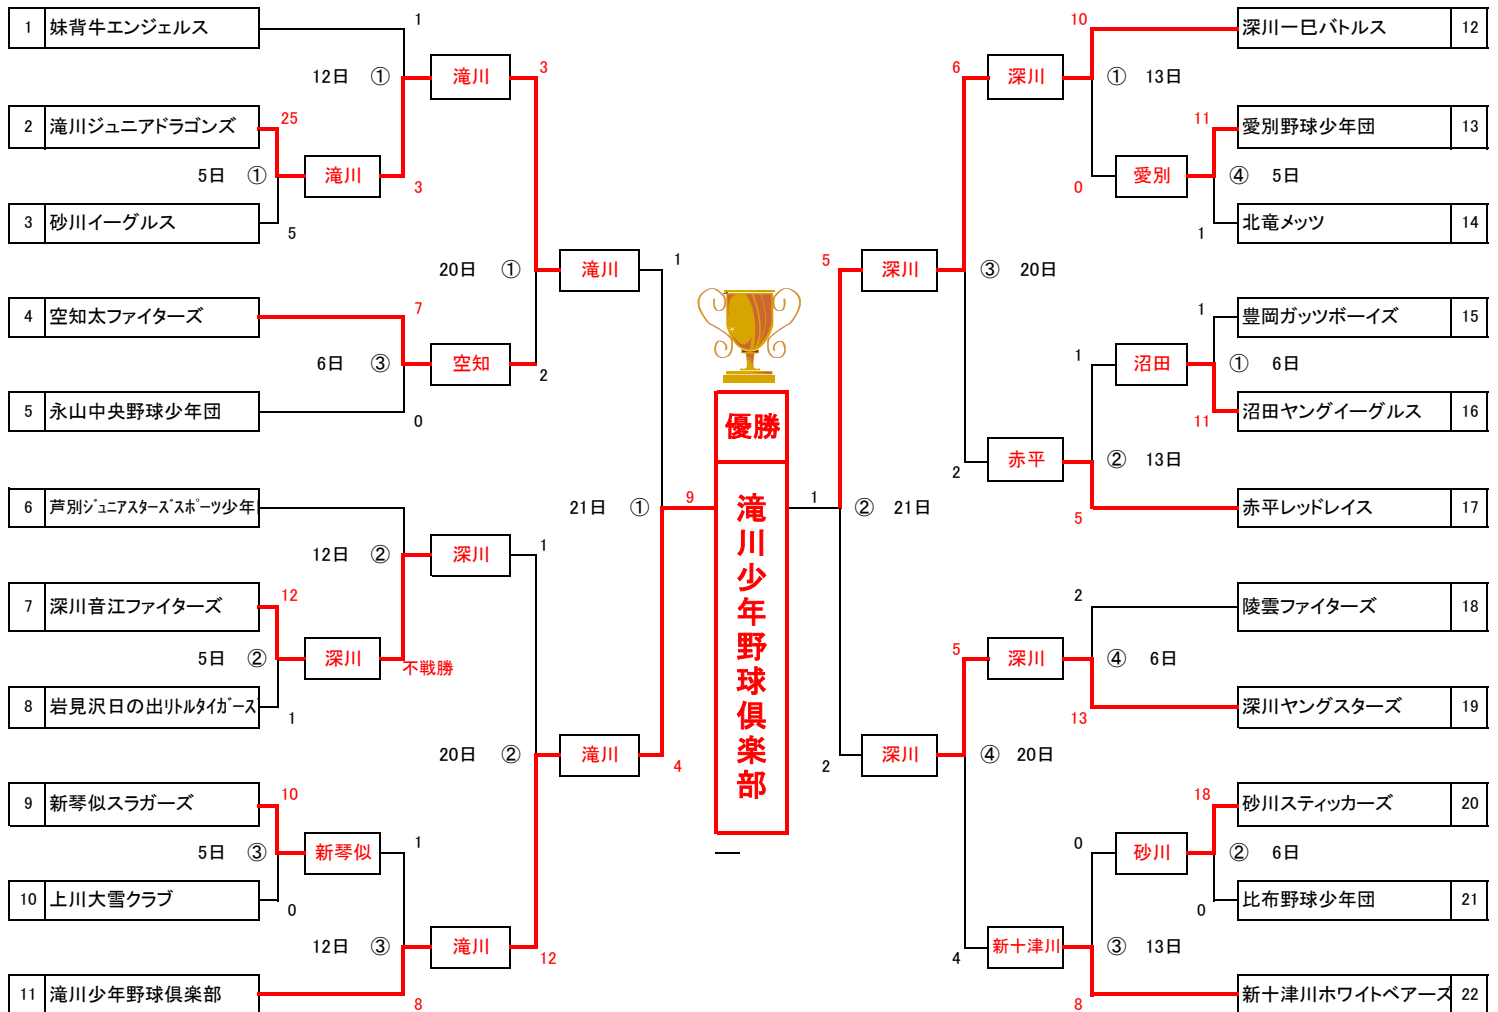 1 妹背牛エンジェルス
1
12日 ①
滝川
3
2 滝川ジュニアドラゴンズ
25
5日 ①
滝川
3
3 砂川イーグルス
5
20日 ①
滝川
1
4 空知太ファイターズ
7
6日 ③
空知
2
5 永山中央野球少年団
0
21日 ①
9
6 芦別ジュニアスターズスポーツ少年
12日 ②
深川
1
7 深川音江ファイターズ
12
5日 ②
深川
不戦勝
8 岩見沢日の出リトルタイガース
1
20日 ②
滝川
4
9 新琴似スラガーズ
10
5日 ③
新琴似
1
10 上川大雪クラブ
0
12日 ③
滝川
12
11 滝川少年野球倶楽部
8
優勝
滝川少年野球倶楽部
10
深川一巳バトルス 12
6
深川
① 13日
11
愛別野球少年団 13
0
愛別
④ 5日
1
北竜メッツ 14
5
深川
③ 20日
1
豊岡ガッツボーイズ 15
1
沼田
① 6日
11
沼田ヤングイーグルス 16
2
赤平
② 13日
5
赤平レッドレイス 17
1
② 21日
2
陵雲ファイターズ 18
5
深川
④ 6日
13
深川ヤングスターズ 19
2
深川
④ 20日
18
砂川スティッカーズ 20
0
砂川
② 6日
0
比布野球少年団 21
4
新十津川
③ 13日
8
新十津川ホワイトベアーズ 22